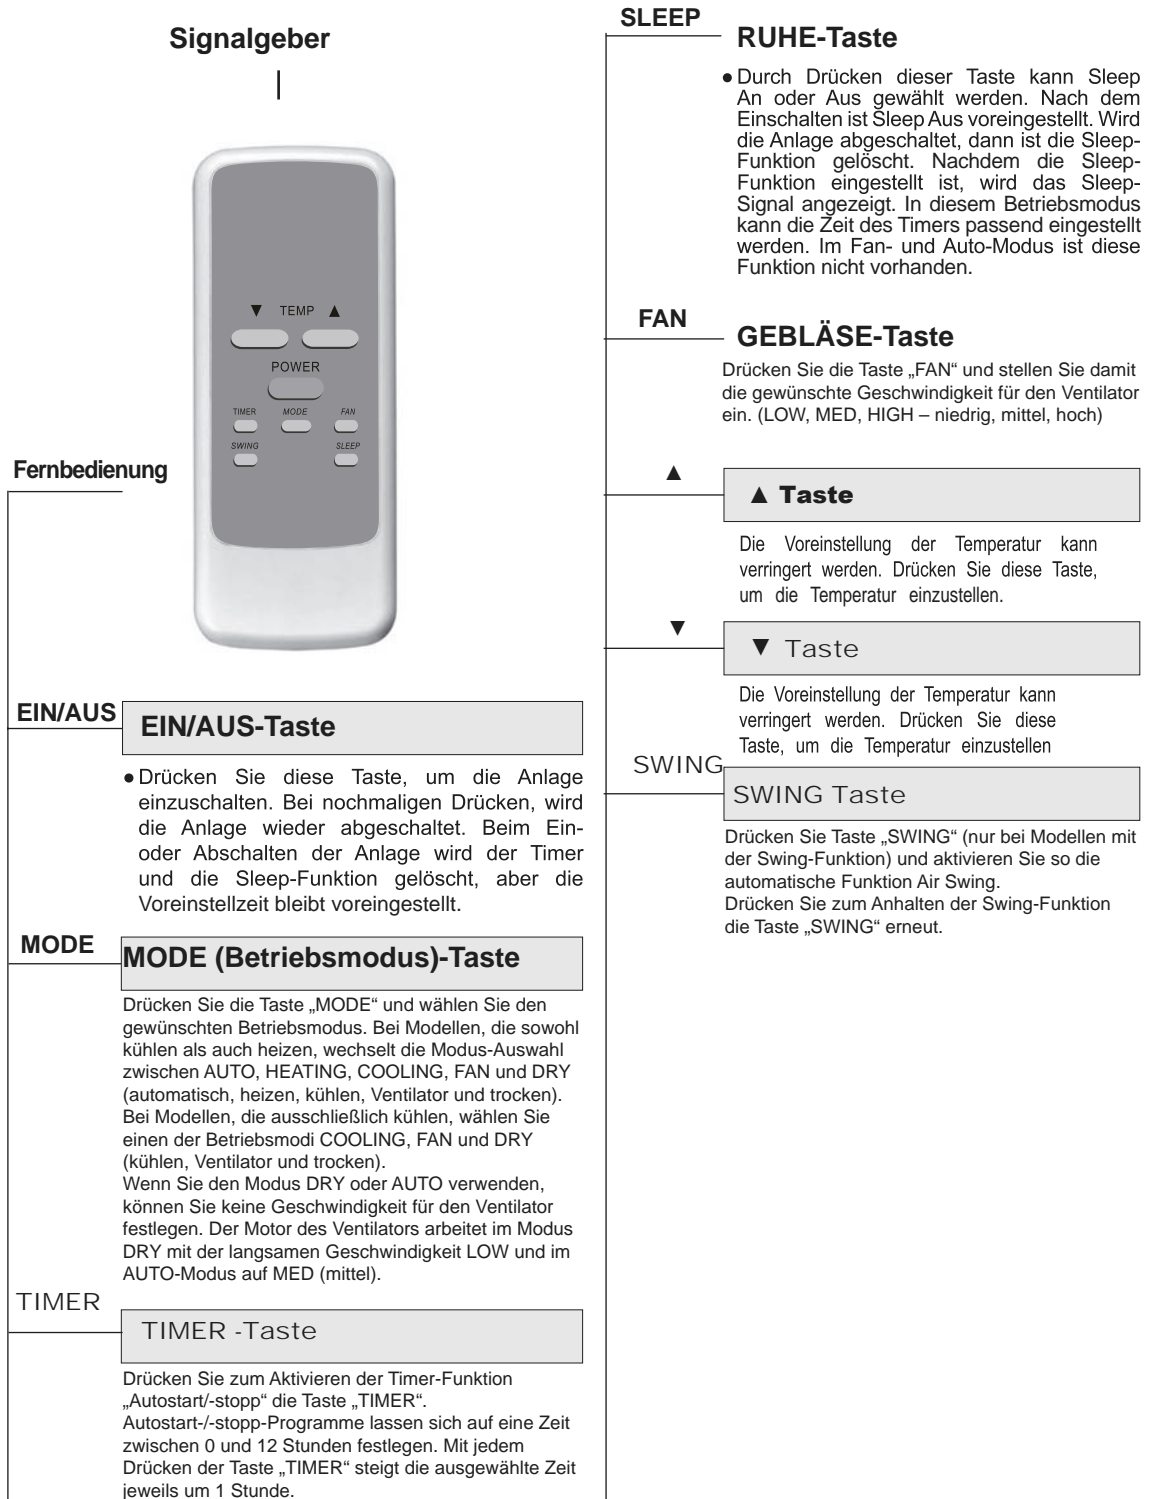 Signalgeber
▼ TEMP ▲
POWER
TIMER MODE FAN
SWING SLEEP
Fernbedienung
EIN/AUS
EIN/AUS-Taste
● Drücken Sie diese Taste, um die Anlage
einzuschalten. Bei nochmaligen Drücken, wird
die Anlage wieder abgeschaltet. Beim Ein-
oder Abschalten der Anlage wird der Timer
und die Sleep-Funktion gelöscht, aber die
Voreinstellzeit bleibt voreingestellt.
MODE
MODE (Betriebsmodus)-Taste
Drücken Sie die Taste „MODE“ und wählen Sie den
gewünschten Betriebsmodus. Bei Modellen, die sowohl
kühlen als auch heizen, wechselt die Modus-Auswahl
zwischen AUTO, HEATING, COOLING, FAN und DRY
(automatisch, heizen, kühlen, Ventilator und trocken).
Bei Modellen, die ausschließlich kühlen, wählen Sie
einen der Betriebsmodi COOLING, FAN und DRY
(kühlen, Ventilator und trocken).
Wenn Sie den Modus DRY oder AUTO verwenden,
können Sie keine Geschwindigkeit für den Ventilator
festlegen. Der Motor des Ventilators arbeitet im Modus
DRY mit der langsamen Geschwindigkeit LOW und im
AUTO-Modus auf MED (mittel).
TIMER
TIMER -Taste
Drücken Sie zum Aktivieren der Timer-Funktion
„Autostart/-stopp“ die Taste „TIMER“.
Autostart-/-stopp-Programme lassen sich auf eine Zeit
zwischen 0 und 12 Stunden festlegen. Mit jedem
Drücken der Taste „TIMER“ steigt die ausgewählte Zeit
jeweils um 1 Stunde.
SLEEP
RUHE-Taste
● Durch Drücken dieser Taste kann Sleep
An oder Aus gewählt werden. Nach dem
Einschalten ist Sleep Aus voreingestellt. Wird
die Anlage abgeschaltet, dann ist die Sleep-
Funktion gelöscht. Nachdem die Sleep-
Funktion eingestellt ist, wird das Sleep-
Signal angezeigt. In diesem Betriebsmodus
kann die Zeit des Timers passend eingestellt
werden. Im Fan- und Auto-Modus ist diese
Funktion nicht vorhanden.
FAN
GEBLÄSE-Taste
Drücken Sie die Taste „FAN“ und stellen Sie damit
die gewünschte Geschwindigkeit für den Ventilator
ein. (LOW, MED, HIGH – niedrig, mittel, hoch)
▲
▲ Taste
Die Voreinstellung der Temperatur kann
verringert werden. Drücken Sie diese Taste,
um die Temperatur einzustellen.
▼
▼ Taste
Die Voreinstellung der Temperatur kann
verringert werden. Drücken Sie diese
Taste, um die Temperatur einzustellen
SWING
SWING Taste
Drücken Sie Taste „SWING“ (nur bei Modellen mit
der Swing-Funktion) und aktivieren Sie so die
automatische Funktion Air Swing.
Drücken Sie zum Anhalten der Swing-Funktion
die Taste „SWING“ erneut.